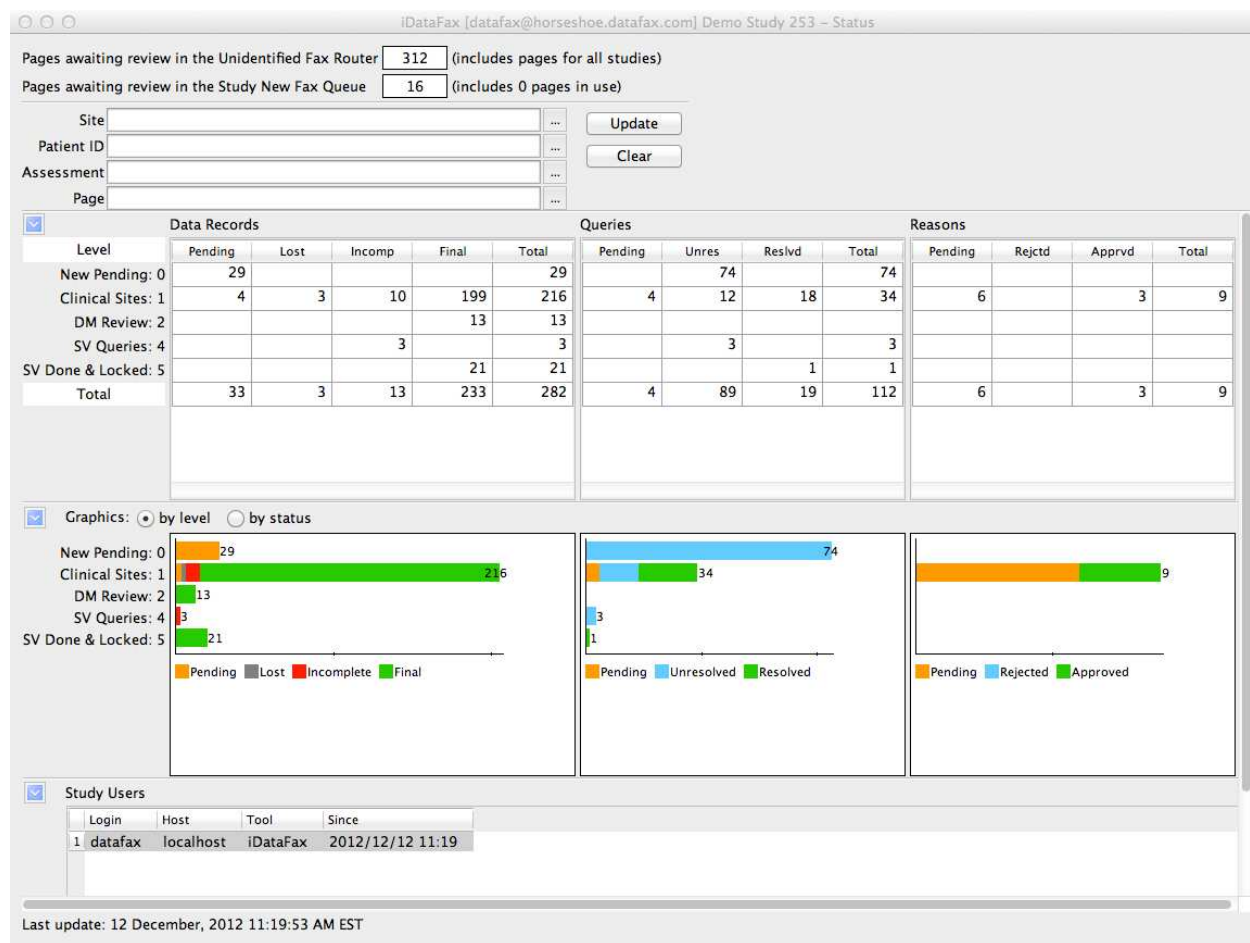 iDataFax [datafax@horseshoe.datafax.com] Demo Study 253 – Status
Pages awaiting review in the Unidentified Fax Router 312 (includes pages for all studies)
Pages awaiting review in the Study New Fax Queue 16 (includes 0 pages in use)
Site ... Update
Patient ID ...
Clear
Assessment ...
Page ...
Data Records Queries Reasons
Level Pending Lost Incomp Final Total Pending Unres Reslvd Total Pending Rejctd Apprvd Total
New Pending: 0 29 29 74 74
Clinical Sites: 1 4 3 10 199 216 4 12 18 34 6 3 9
DM Review: 2 13 13
SV Queries: 4 3 3 3 3
SV Done & Locked: 5 21 21 1 1
Total 33 3 13 233 282 4 89 19 112 6 3 9
Graphics: by level by status
New Pending: 0 29 74
Clinical Sites: 1 216 34 9
DM Review: 2 13
SV Queries: 4 3 3
SV Done & Locked: 5 21 1
Pending Lost Incomplete Final Pending Unresolved Resolved Pending Rejected Approved
Study Users
Login Host Tool Since
1 datafax localhost iDataFax 2012/12/12 11:19
Last update: 12 December, 2012 11:19:53 AM EST